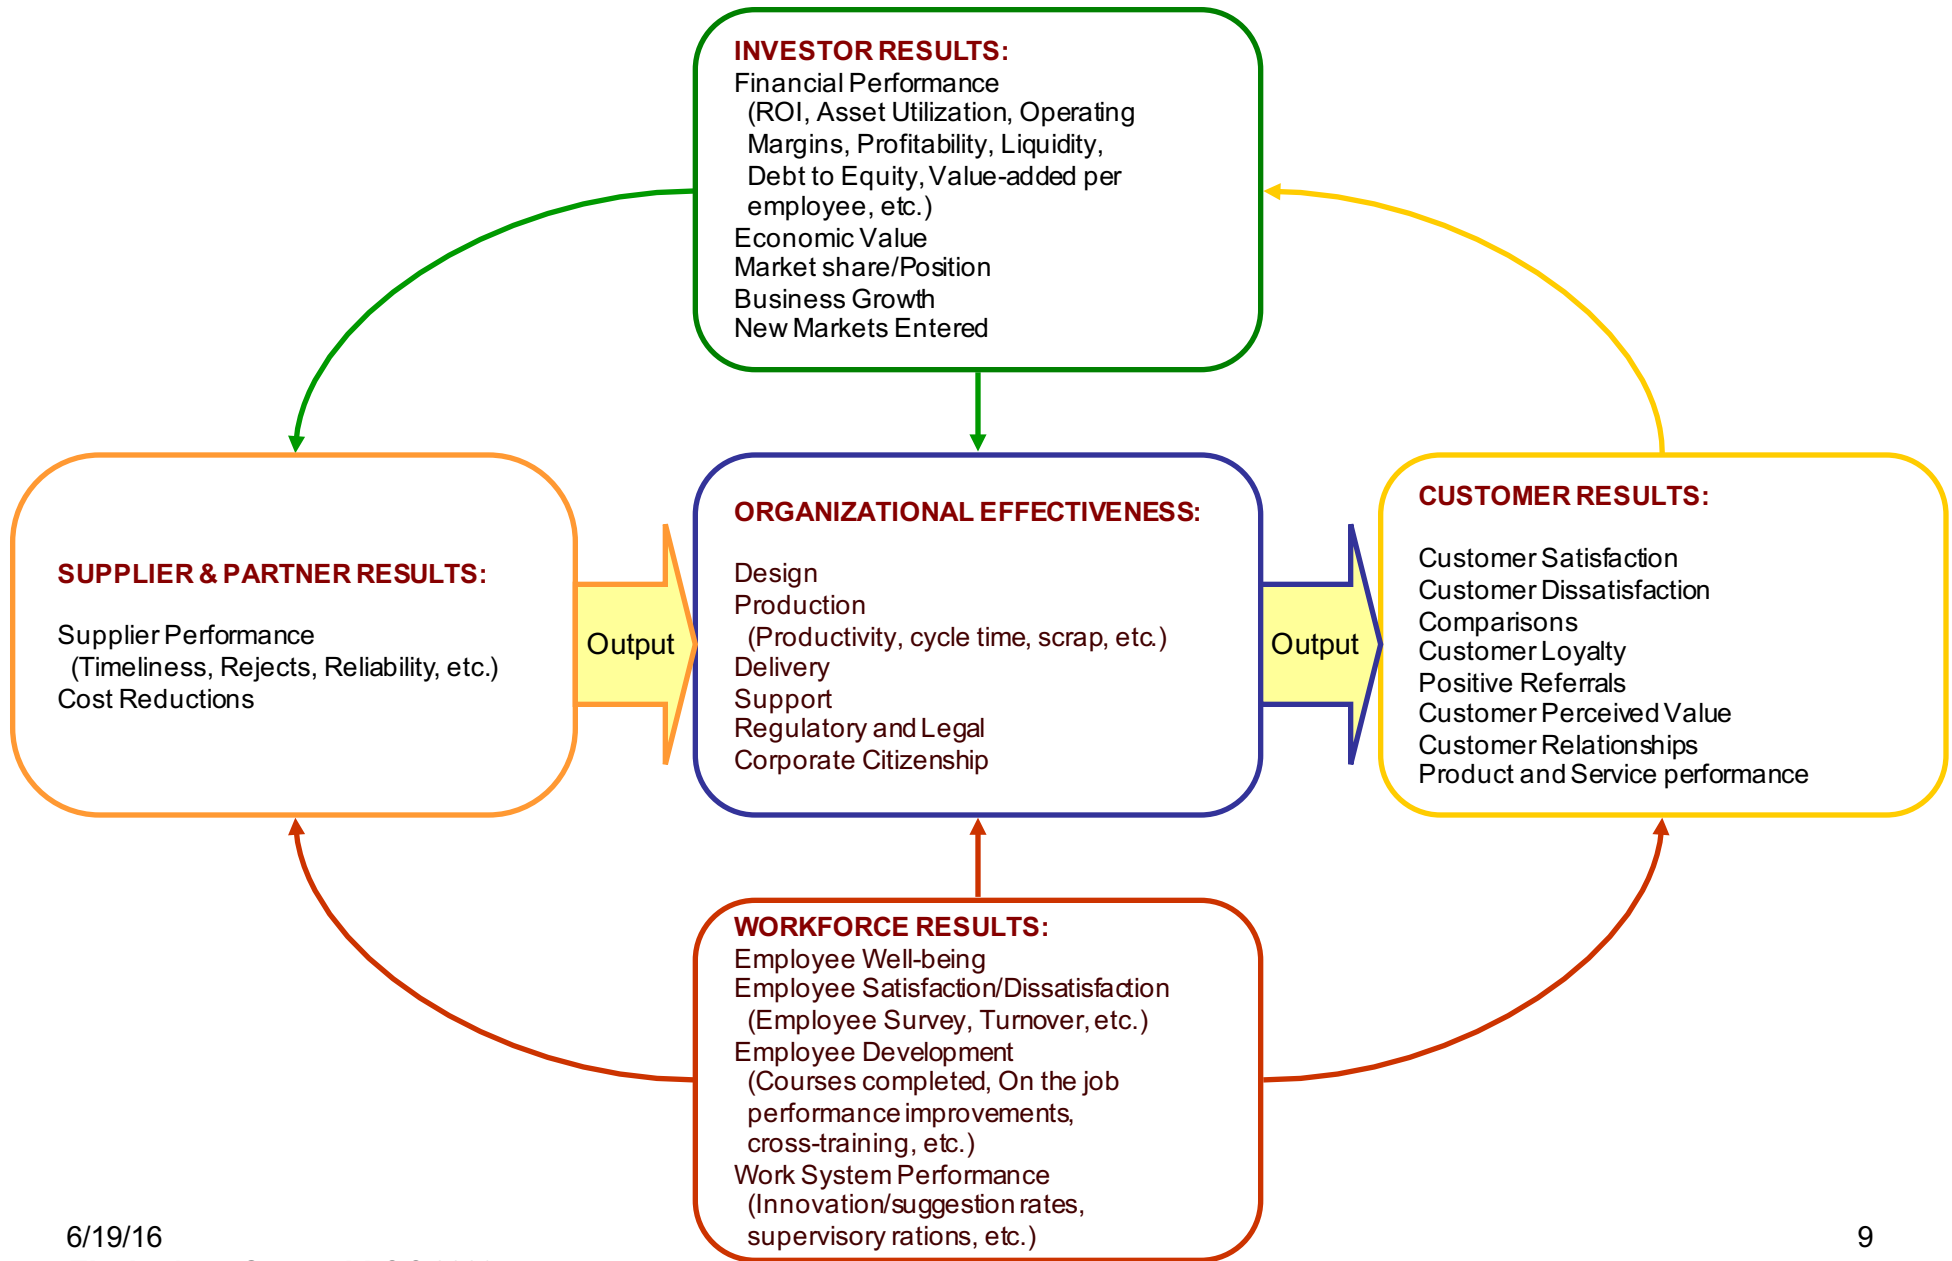 INVESTOR RESULTS:
Financial Performance
(ROI, Asset Utilization, Operating
Margins, Profitability, Liquidity,
Debt to Equity, Value-added per
employee, etc.)
Economic Value
Market share/Position
Business Growth
New Markets Entered
SUPPLIER & PARTNER RESULTS:
Supplier Performance
(Timeliness, Rejects, Reliability, etc.)
Cost Reductions
Output
ORGANIZATIONAL EFFECTIVENESS:
Design
Production
(Productivity, cycle time, scrap, etc.)
Delivery
Support
Regulatory and Legal
Corporate Citizenship
Output
CUSTOMER RESULTS:
Customer Satisfaction
Customer Dissatisfaction
Comparisons
Customer Loyalty
Positive Referrals
Customer Perceived Value
Customer Relationships
Product and Service performance
WORKFORCE RESULTS:
Employee Well-being
Employee Satisfaction/Dissatisfaction
(Employee Survey, Turnover, etc.)
Employee Development
(Courses completed, On the job
performance improvements,
cross-training, etc.)
Work System Performance
(Innovation/suggestion rates,
supervisory rations, etc.)
6/19/16
9